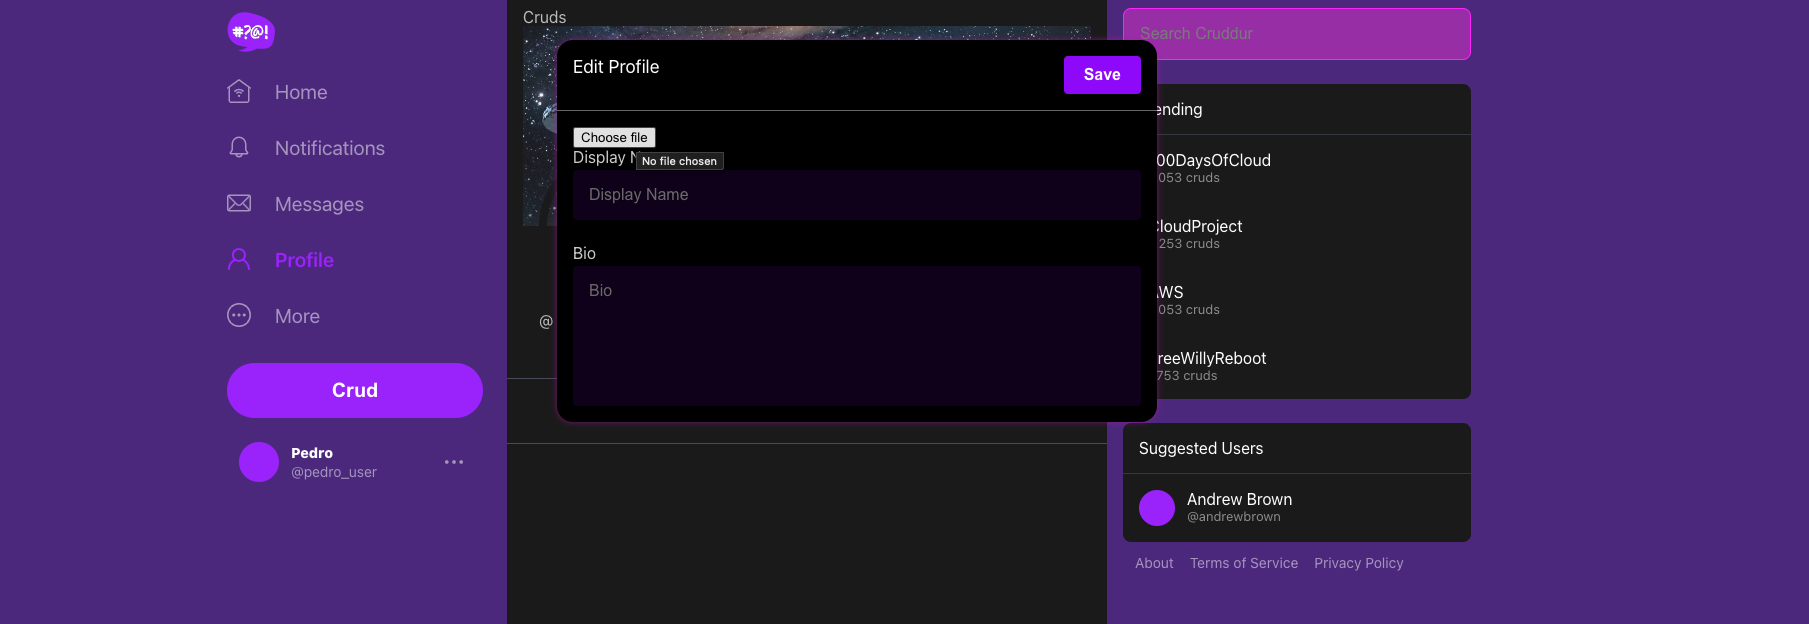 #?@!
Home
Notifications
Messages
Profile
More
Crud
Pedro
@pedro_user
Cruds
@
Edit Profile
Save
Choose file
No file chosen
Display N
Display Name
Bio
Bio
Search Cruddur
ending
00DaysOfCloud
053 cruds
CloudProject
253 cruds
WS
053 cruds
reeWillyReboot
753 cruds
Suggested Users
Andrew Brown
@andrewbrown
About Terms of Service Privacy Policy